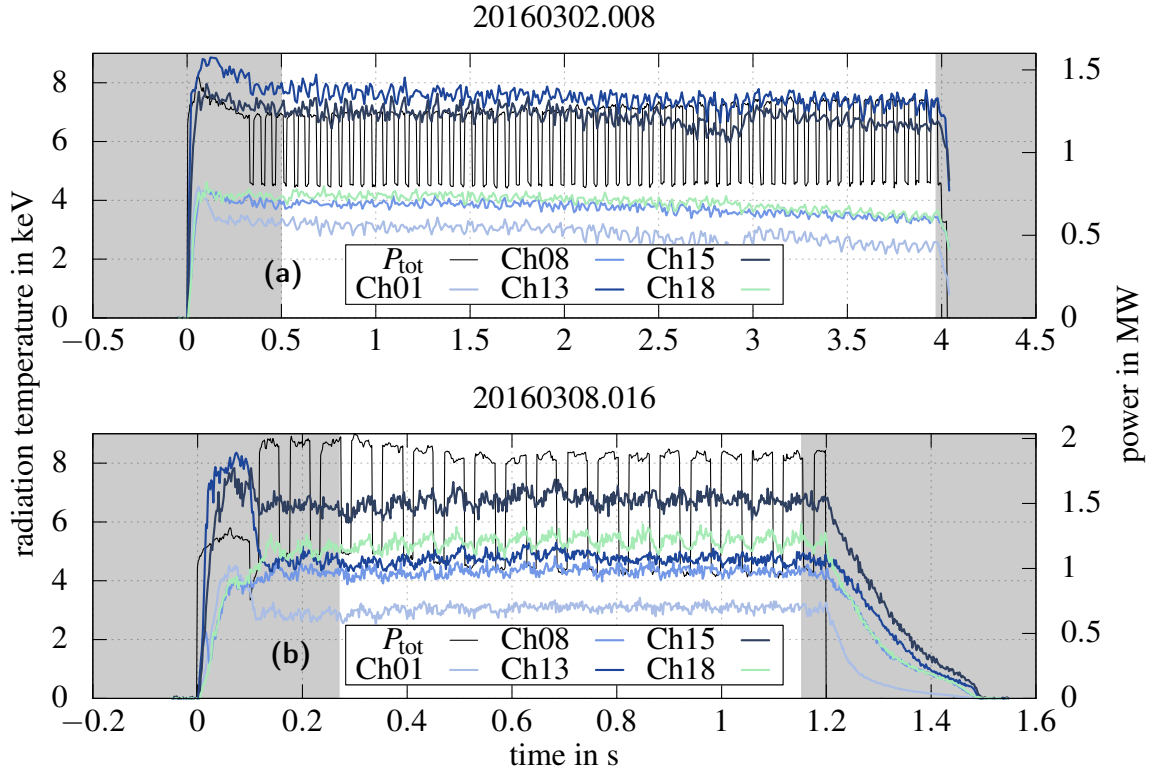 20160302.008
radiation temperature in keV
power in MW
8
6
4
2
0
1.5
1
0.5
0
(a)
P_tot Ch08 Ch15
Ch01 Ch13 Ch18
−0.5 0 0.5 1 1.5 2 2.5 3 3.5 4 4.5
20160308.016
8
6
4
2
0
2
1.5
1
0.5
0
(b)
P_tot Ch08 Ch15
Ch01 Ch13 Ch18
−0.2 0 0.2 0.4 0.6 0.8 1 1.2 1.4 1.6
time in s